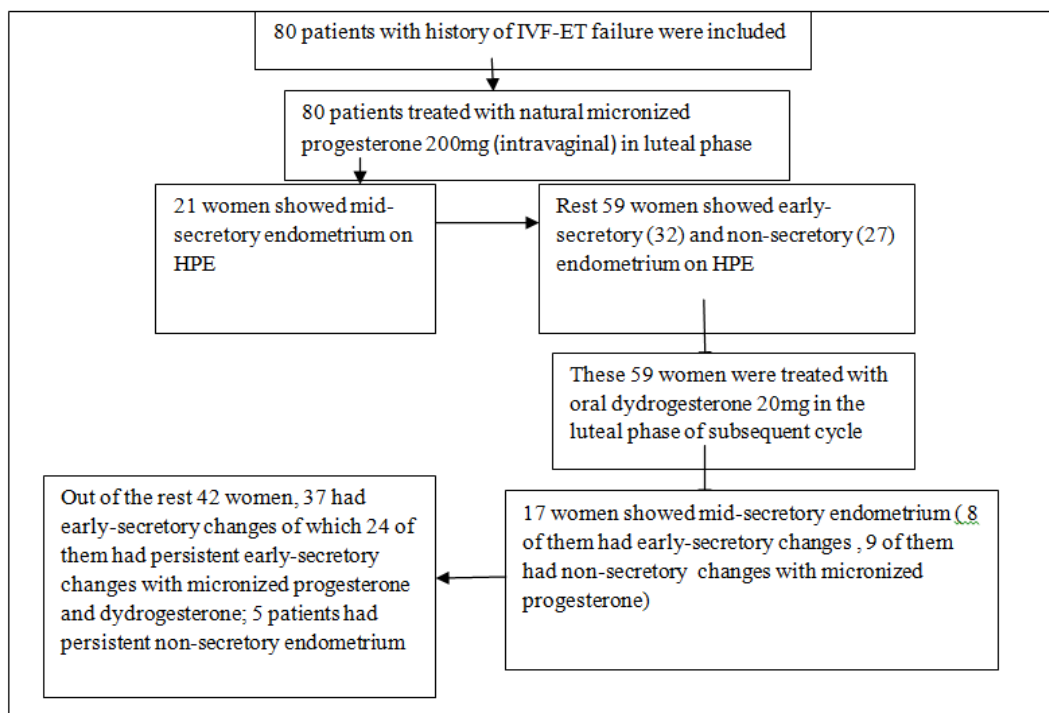 80 patients with history of IVF-ET failure were included
80 patients treated with natural micronized
progesterone 200mg (intravaginal) in luteal phase
21 women showed mid-
secretory endometrium on
HPE
Rest 59 women showed early-
secretory (32) and non-secretory (27)
endometrium on HPE
These 59 women were treated with
oral dydrogesterone 20mg in the
luteal phase of subsequent cycle
17 women showed mid-secretory endometrium ( 8
of them had early-secretory changes , 9 of them
had non-secretory  changes with micronized
progesterone)
Out of the rest 42 women, 37 had
early-secretory changes of which 24 of
them had persistent early-secretory
changes with micronized progesterone
and dydrogesterone; 5 patients had
persistent non-secretory endometrium